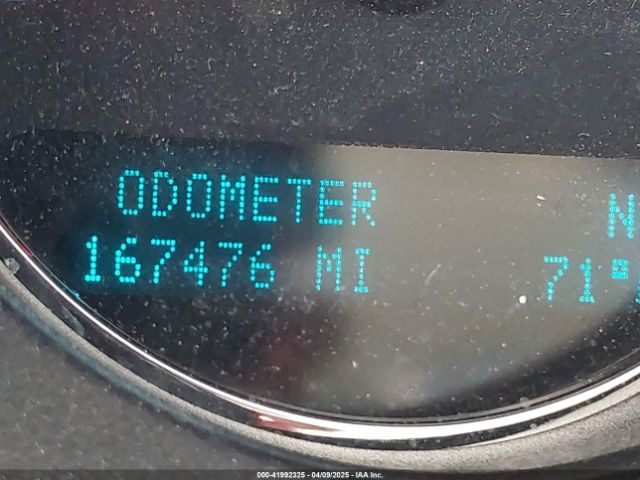 ODOMETER N
167476 MI 71°
000-41992325 - 04/09/2025 - IAA Inc.